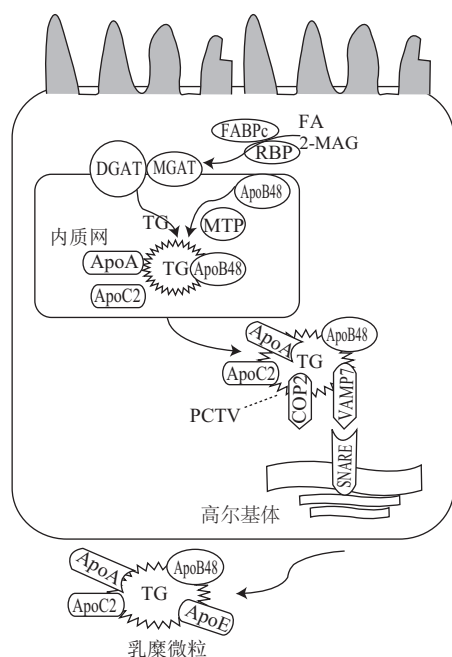 FABPc
FA
RBP
2-MAG
DGAT
MGAT
ApoB48
TG
MTP
内质网
ApoA
TG
ApoB48
ApoC2
ApoA
ApoB48
TG
ApoC2
COP2
VAMP7
PCTV
SNARE
高尔基体
ApoA
ApoB48
TG
ApoC2
ApoE
乳糜微粒